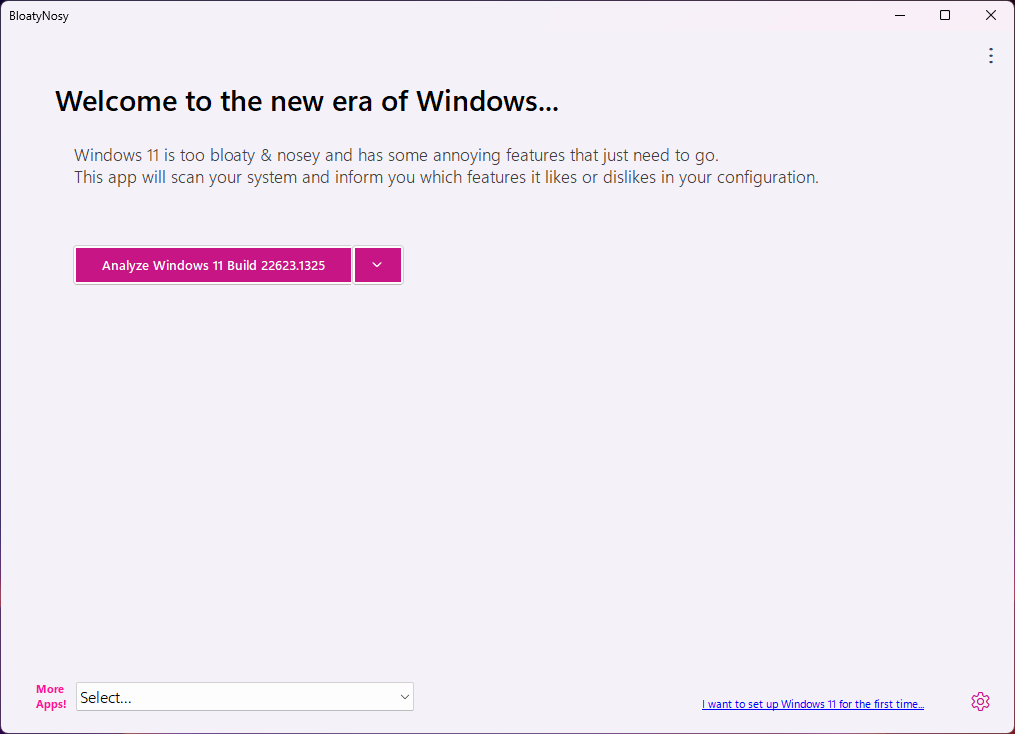 BloatyNosy
Welcome to the new era of Windows...
Windows 11 is too bloaty & nosey and has some annoying features that just need to go.
This app will scan your system and inform you which features it likes or dislikes in your configuration.
Analyze Windows 11 Build 22623.1325
More
Apps!
Select...
I want to set up Windows 11 for the first time...